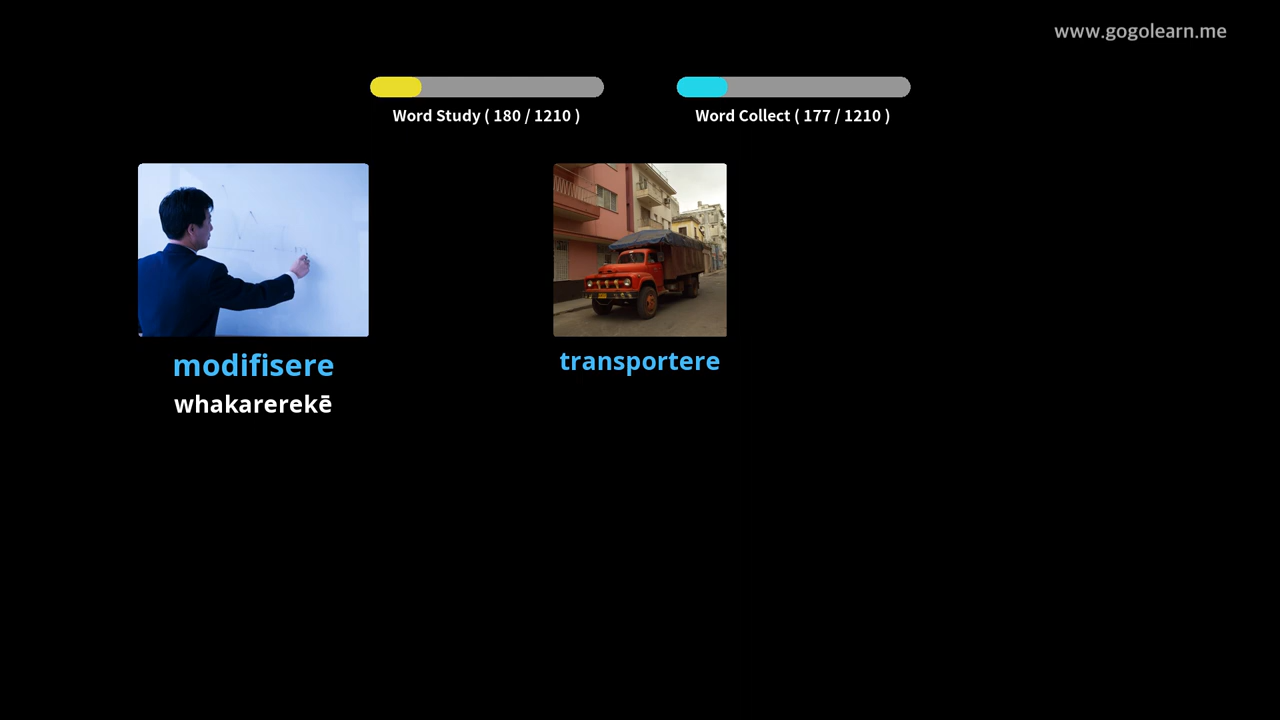 www.gogolearn.me
Word Study ( 180 / 1210 )
Word Collect ( 177 / 1210 )
modifisere
whakarerekē
transportere